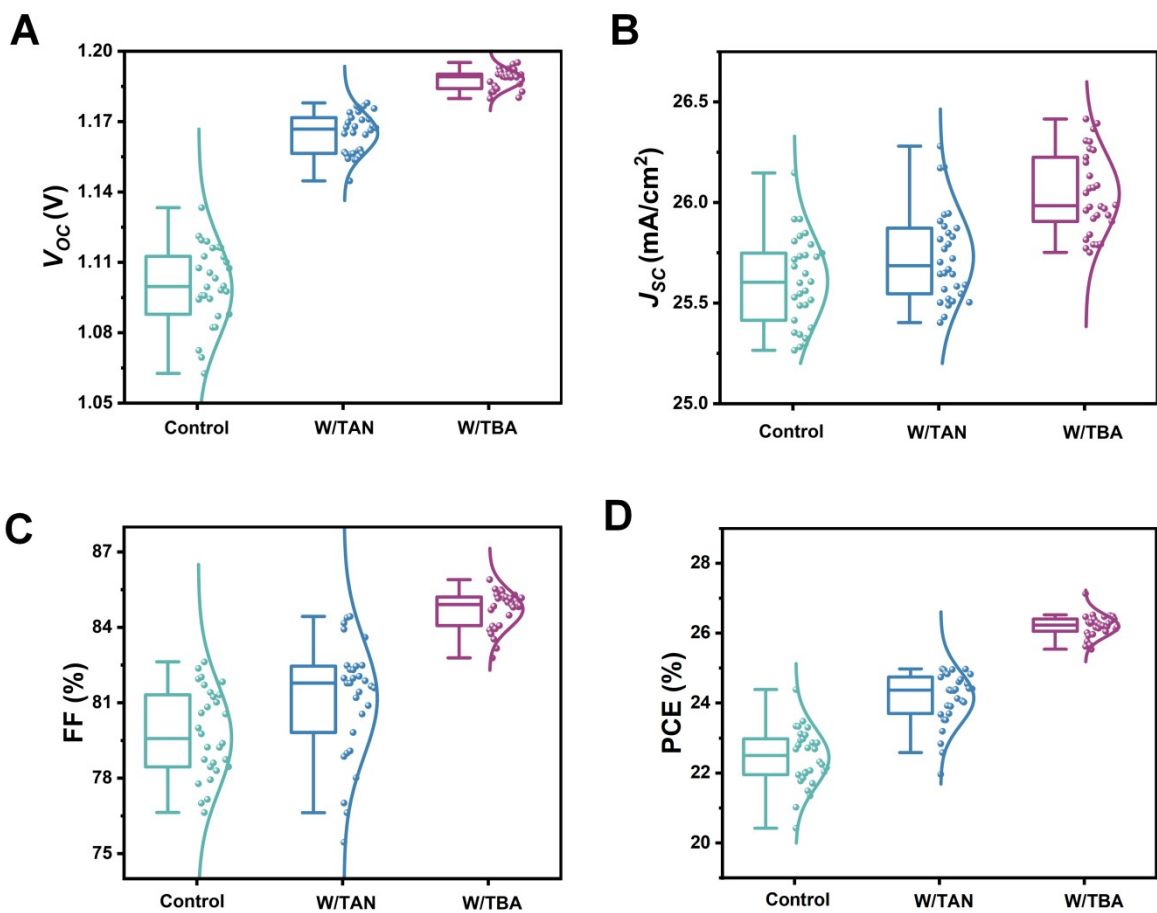 A
V_OC (V)
1.20
1.17
1.14
1.11
1.08
1.05
Control
W/TAN
W/TBA
B
J_SC (mA/cm²)
26.5
26.0
25.5
25.0
Control
W/TAN
W/TBA
C
FF (%)
87
84
81
78
75
Control
W/TAN
W/TBA
D
PCE (%)
28
26
24
22
20
Control
W/TAN
W/TBA